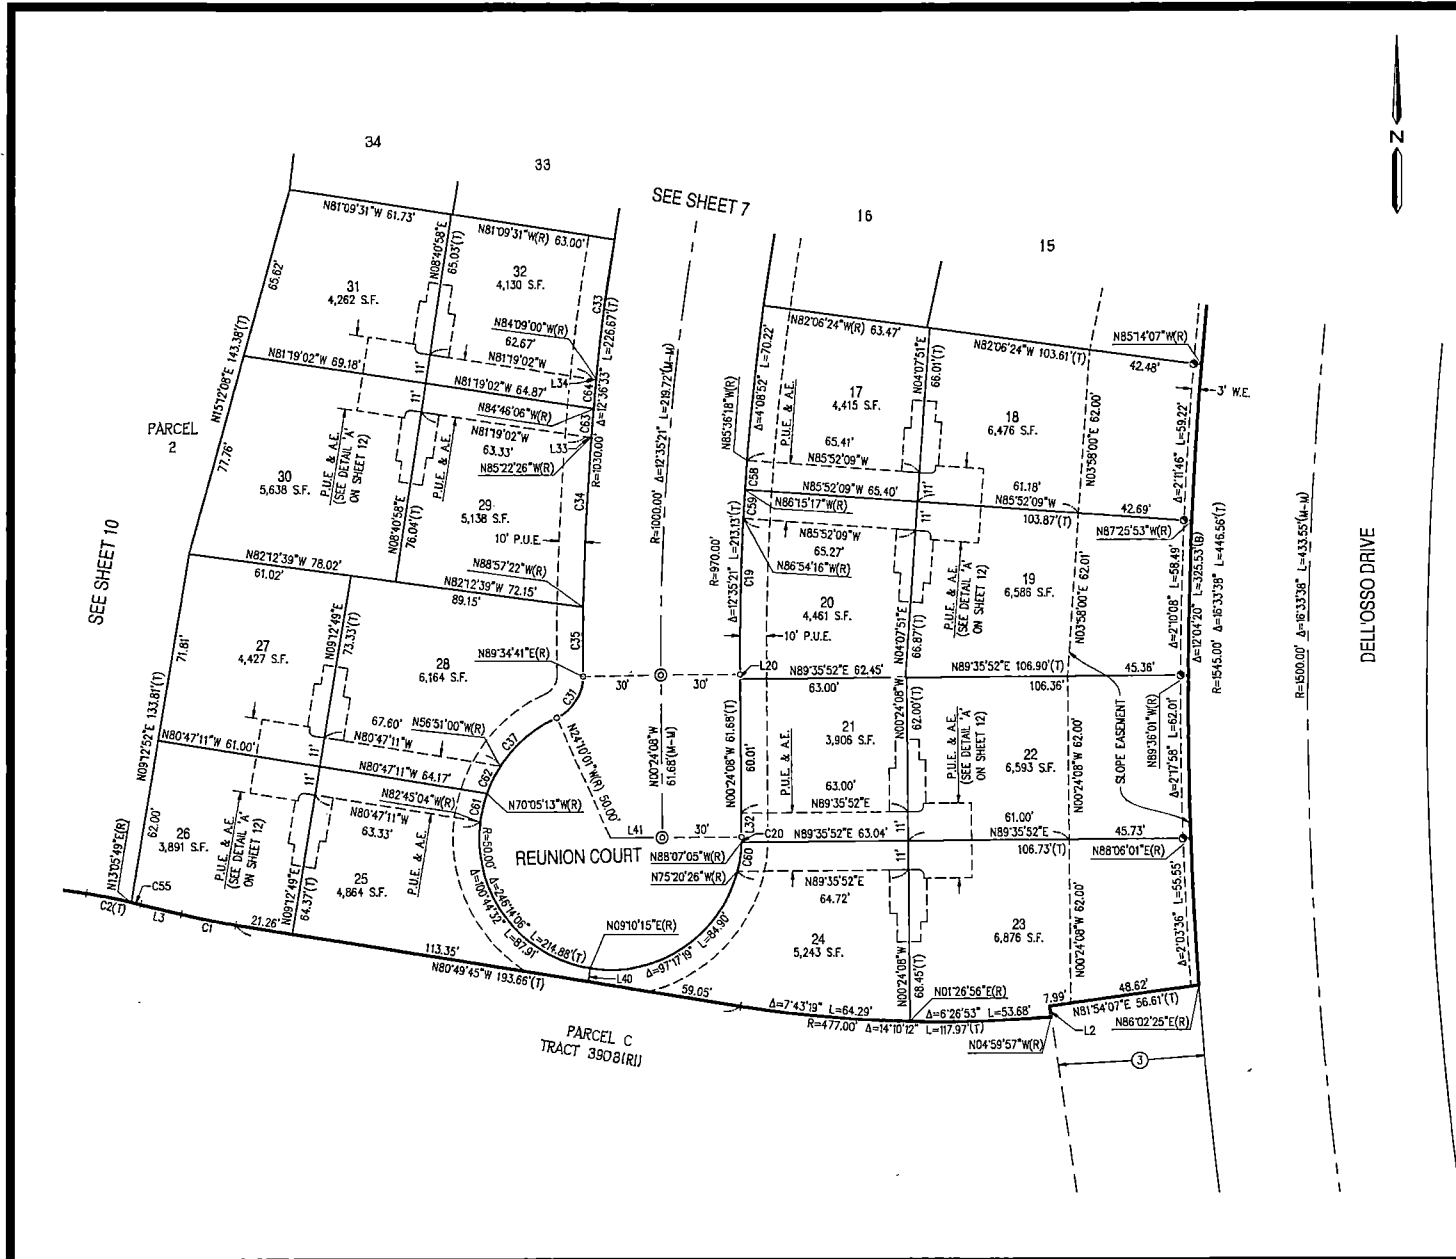 34
33
SEE SHEET 7
16
15
N
N81°09'31"W 61.73'
N81°09'31"W(R) 63.00'
N08°40'58"E
65.03'(T)
65.62'
31
4,262 S.F.
32
4,130 S.F.
C33
L=226.67'(T)
Δ=12°36'33"
R=1030.00'
N84°09'00"W(R)
62.67'
N81°19'02"W
L34
C64
N15°12'08"E 143.38'(T)
N81°19'02"W 69.18'
11'
N81°19'02"W 64.87'
11'
N84°46'06"W(R)
C63
N81°19'02"W
63.33'
L33
N85°22'26"W(R)
PARCEL
2
77.76'
P.U.E. & A.E.
(SEE DETAIL 'A'
ON SHEET 12)
P.U.E. & A.E.
30
5,638 S.F.
29
5,138 S.F.
10' P.U.E.
C34
N08°40'58"E
76.04'(T)
SEE SHEET 10
N82°12'39"W 78.02'
61.02'
N88°57'22"W(R)
N82°12'39"W 72.15'
89.15'
71.81'
27
4,427 S.F.
N09°12'49"E
73.33'(T)
28
6,164 S.F.
C35
N89°34'41"E(R)
C31
30'
30'
L20
N09°12'52"E 133.81'(T)
67.60'
N56°51'00"W(R)
N80°47'11"W
C37
N80°47'11"W 61.00'
11'
N80°47'11"W 64.17'
C62
11'
N82°45'04"W(R)
C61
N70°05'13"W(R)
N80°47'11"W
63.33'
62.00'
26
3,891 S.F.
P.U.E. & A.E.
(SEE DETAIL 'A'
ON SHEET 12)
P.U.E. & A.E.
N13°05'49"E(R)
25
4,864 S.F.
N09°12'49"E
64.37'(T)
C55
C2(T)
L3
C1
21.26'
113.35'
N80°49'45"W 193.66'(T)
R=50.00'
Δ=246°14'06" L=214.88'(T)
Δ=100°44'32" L=87.91'
Δ=97°17'19" L=84.90'
N09°10'15"E(R)
L40
59.05'
N24°10'01"W(R) 50.00'
L41
30'
REUNION COURT
R=1000.00' Δ=12°35'21" L=219.72'(M-M)
N00°24'08"W
61.68'(M-M)
N82°06'24"W(R) 63.47'
N82°06'24"W 103.61'(T)
42.48'
N85°14'07"W(R)
3' W.E.
Δ=4°08'52" L=70.22'
N85°36'18"W(R)
P.U.E. & A.E.
17
4,415 S.F.
65.41'
N85°52'09"W
N04°07'51"E
66.01'(T)
18
6,476 S.F.
N03°58'00"E 62.00'
Δ=2°11'46" L=59.22'
C58
N85°52'09"W 65.40'
11'
61.18'
N85°52'09"W
103.87'(T)
42.69'
N87°25'53"W(R)
N86°15'17"W(R)
C59
11'
N85°52'09"W
65.27'
N86°54'16"W(R)
R=970.00'
Δ=12°35'21" L=213.13'(T)
C19
20
4,461 S.F.
10' P.U.E.
N04°07'51"E
66.87'(T)
P.U.E. & A.E.
(SEE DETAIL 'A'
ON SHEET 12)
19
6,586 S.F.
N03°58'00"E 62.01'
Δ=2°10'08" L=58.49'
Δ=12°04'20" L=325.53'(B)
R=1545.00' Δ=16°33'38" L=446.56'(T)
R=1500.00' Δ=16°33'38" L=433.55'(M-M)
DELL'OSSO DRIVE
N89°35'52"E 62.45'
63.00'
N89°35'52"E 106.90'(T)
106.36'
45.36'
N00°24'08"W 61.68'(T)
60.01'
P.U.E. & A.E.
21
3,906 S.F.
N00°24'08"W
62.00'(T)
P.U.E. & A.E.
(SEE DETAIL 'A'
ON SHEET 12)
22
6,593 S.F.
N00°24'08"W 62.00'
SLOPE EASEMENT
N89°36'01"W(R)
Δ=2°17'58" L=62.01'
63.00'
N89°35'52"E
L32
C20
N89°35'52"E 63.04'
11'
11'
61.00'
N89°35'52"E
106.73'(T)
45.73'
N88°06'01"E(R)
N88°07'05"W(R)
C60
N75°20'26"W(R)
N89°35'52"E
64.72'
24
5,243 S.F.
N00°24'08"W
68.45'(T)
23
6,876 S.F.
N00°24'08"W 62.00'
Δ=2°03'36" L=55.55'
N01°26'56"E(R)
Δ=7°43'19" L=64.29'
Δ=6°26'53" L=53.68'
R=477.00' Δ=14°10'12" L=117.97'(T)
7.99'
48.62'
N81°54'07"E 56.61'(T)
N86°02'25"E(R)
L2
N04°59'57"W(R)
3
PARCEL C
TRACT 3908(RI)